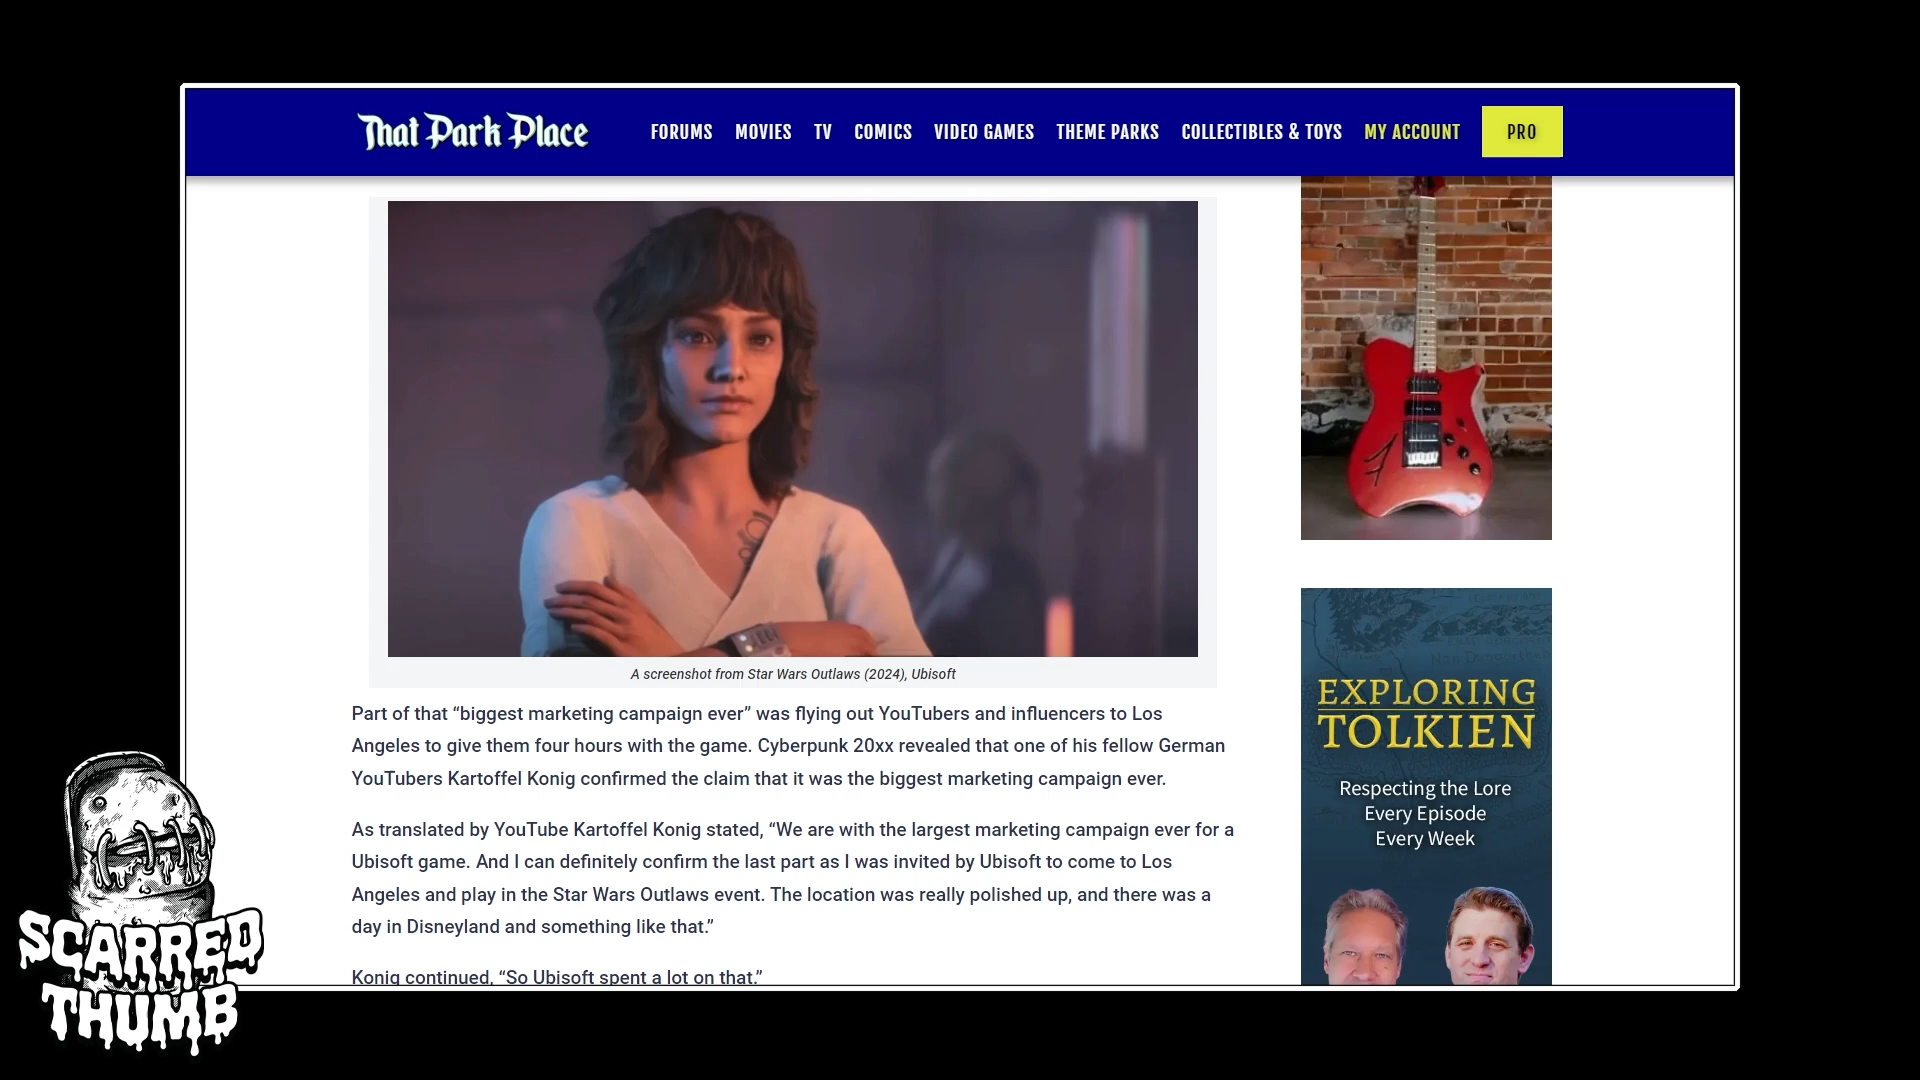 That Park Place
FORUMS MOVIES TV COMICS VIDEO GAMES THEME PARKS COLLECTIBLES & TOYS MY ACCOUNT PRO
A screenshot from Star Wars Outlaws (2024), Ubisoft
Part of that “biggest marketing campaign ever” was flying out YouTubers and influencers to Los
Angeles to give them four hours with the game. Cyberpunk 20xx revealed that one of his fellow German
YouTubers Kartoffel Konig confirmed the claim that it was the biggest marketing campaign ever.
As translated by YouTube Kartoffel Konig stated, “We are with the largest marketing campaign ever for a
Ubisoft game. And I can definitely confirm the last part as I was invited by Ubisoft to come to Los
Angeles and play in the Star Wars Outlaws event. The location was really polished up, and there was a
day in Disneyland and something like that.”
Konig continued, “So Ubisoft spent a lot on that.”
EXPLORING
TOLKIEN
Respecting the Lore
Every Episode
Every Week
SCARRED
THUMB